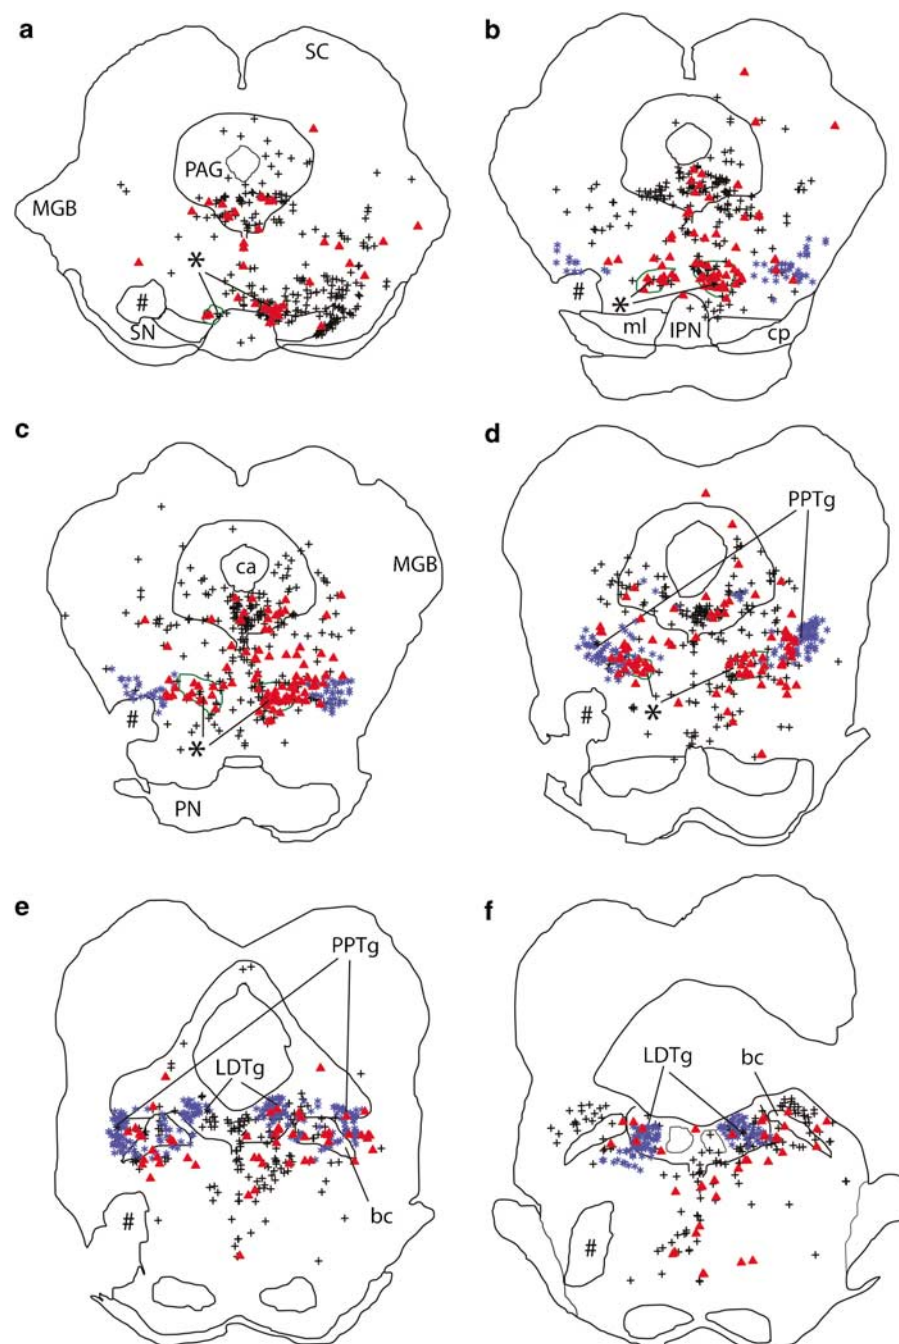 a
SC
PAG
MGB
*
#
SN
b
#
*
ml
IPN
cp
c
ca
MGB
#
*
PN
d
PPTg
#
*
e
PPTg
LDTg
#
bc
f
LDTg
bc
#